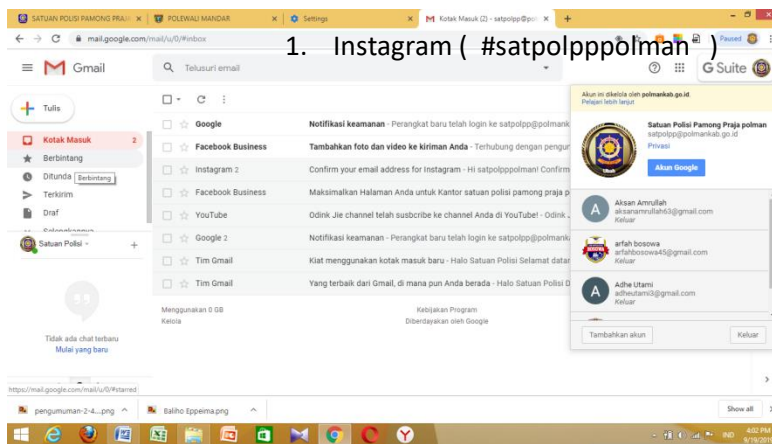 SATUAN POLISI PAMONG PRAJA
POLEWALI MANDAR
Settings
Kotak Masuk (2) - satpolpp@pol
mail.google.com/mail/u/0/#inbox
Paused
1. Instagram ( #satpolpppolman )
Gmail
Telusuri email
G Suite
Tulis
Kotak Masuk 2
Berbintang
Ditunda
Berbintang
Terkirim
Draf
Selengkapnya
Satuan Polisi
Tidak ada chat terbaru
Mulai yang baru
Google Notifikasi keamanan - Perangkat baru telah login ke satpolpp@polmank
Facebook Business Tambahkan foto dan video ke kiriman Anda - Terhubung dengan pengun
Instagram 2 Confirm your email address for Instagram - Hi satpolpppolman! Confirm
Facebook Business Maksimalkan Halaman Anda untuk Kantor satuan polisi pamong praja p
YouTube Odink Jie channel telah susbcribe ke channel Anda di YouTube! - Odink J
Google 2 Notifikasi keamanan - Perangkat baru telah login ke satpolpp@polmank
Tim Gmail Kiat menggunakan kotak masuk baru - Halo Satuan Polisi Selamat datan
Tim Gmail Yang terbaik dari Gmail, di mana pun Anda berada - Halo Satuan Polisi D
Menggunakan 0 GB
Kelola
Kebijakan Program
Diberdayakan oleh Google
Akun ini dikelola oleh polmankab.go.id.
Pelajari lebih lanjut
Satuan Polisi Pamong Praja polman
satpolpp@polmankab.go.id
Privasi
Akun Google
A
Aksan Amrullah
aksanamrullah63@gmail.com
Keluar
arfah bosowa
arfahbosowa45@gmail.com
Keluar
A
Adhe Utami
adheutami3@gmail.com
Keluar
Tambahkan akun
Keluar
https://mail.google.com/mail/u/0/#starred
pengumuman-2-4....png
Baliho Eppeima.png
Show all
IND
4:02 PM